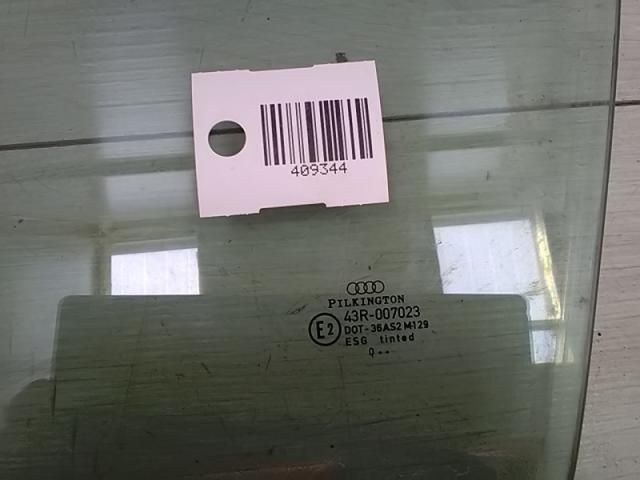 409344
PILKINGTON
43R-007023
E2
DOT-36AS2 M129
ESG tinted
Q••